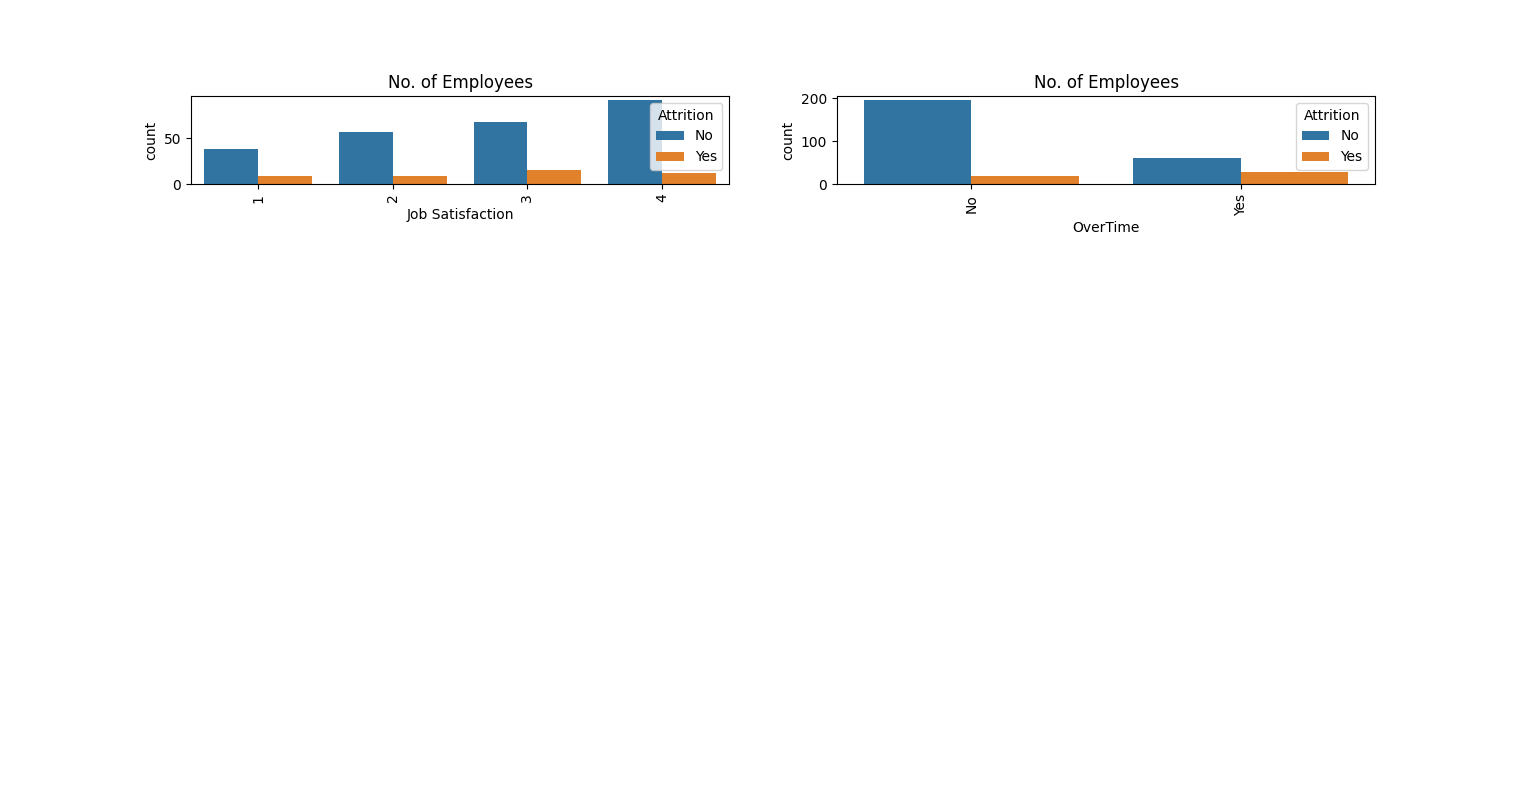 No. of Employees
count
50
0
1
2
3
4
Job Satisfaction
Attrition
No
Yes
No. of Employees
count
200
100
0
No
Yes
OverTime
Attrition
No
Yes